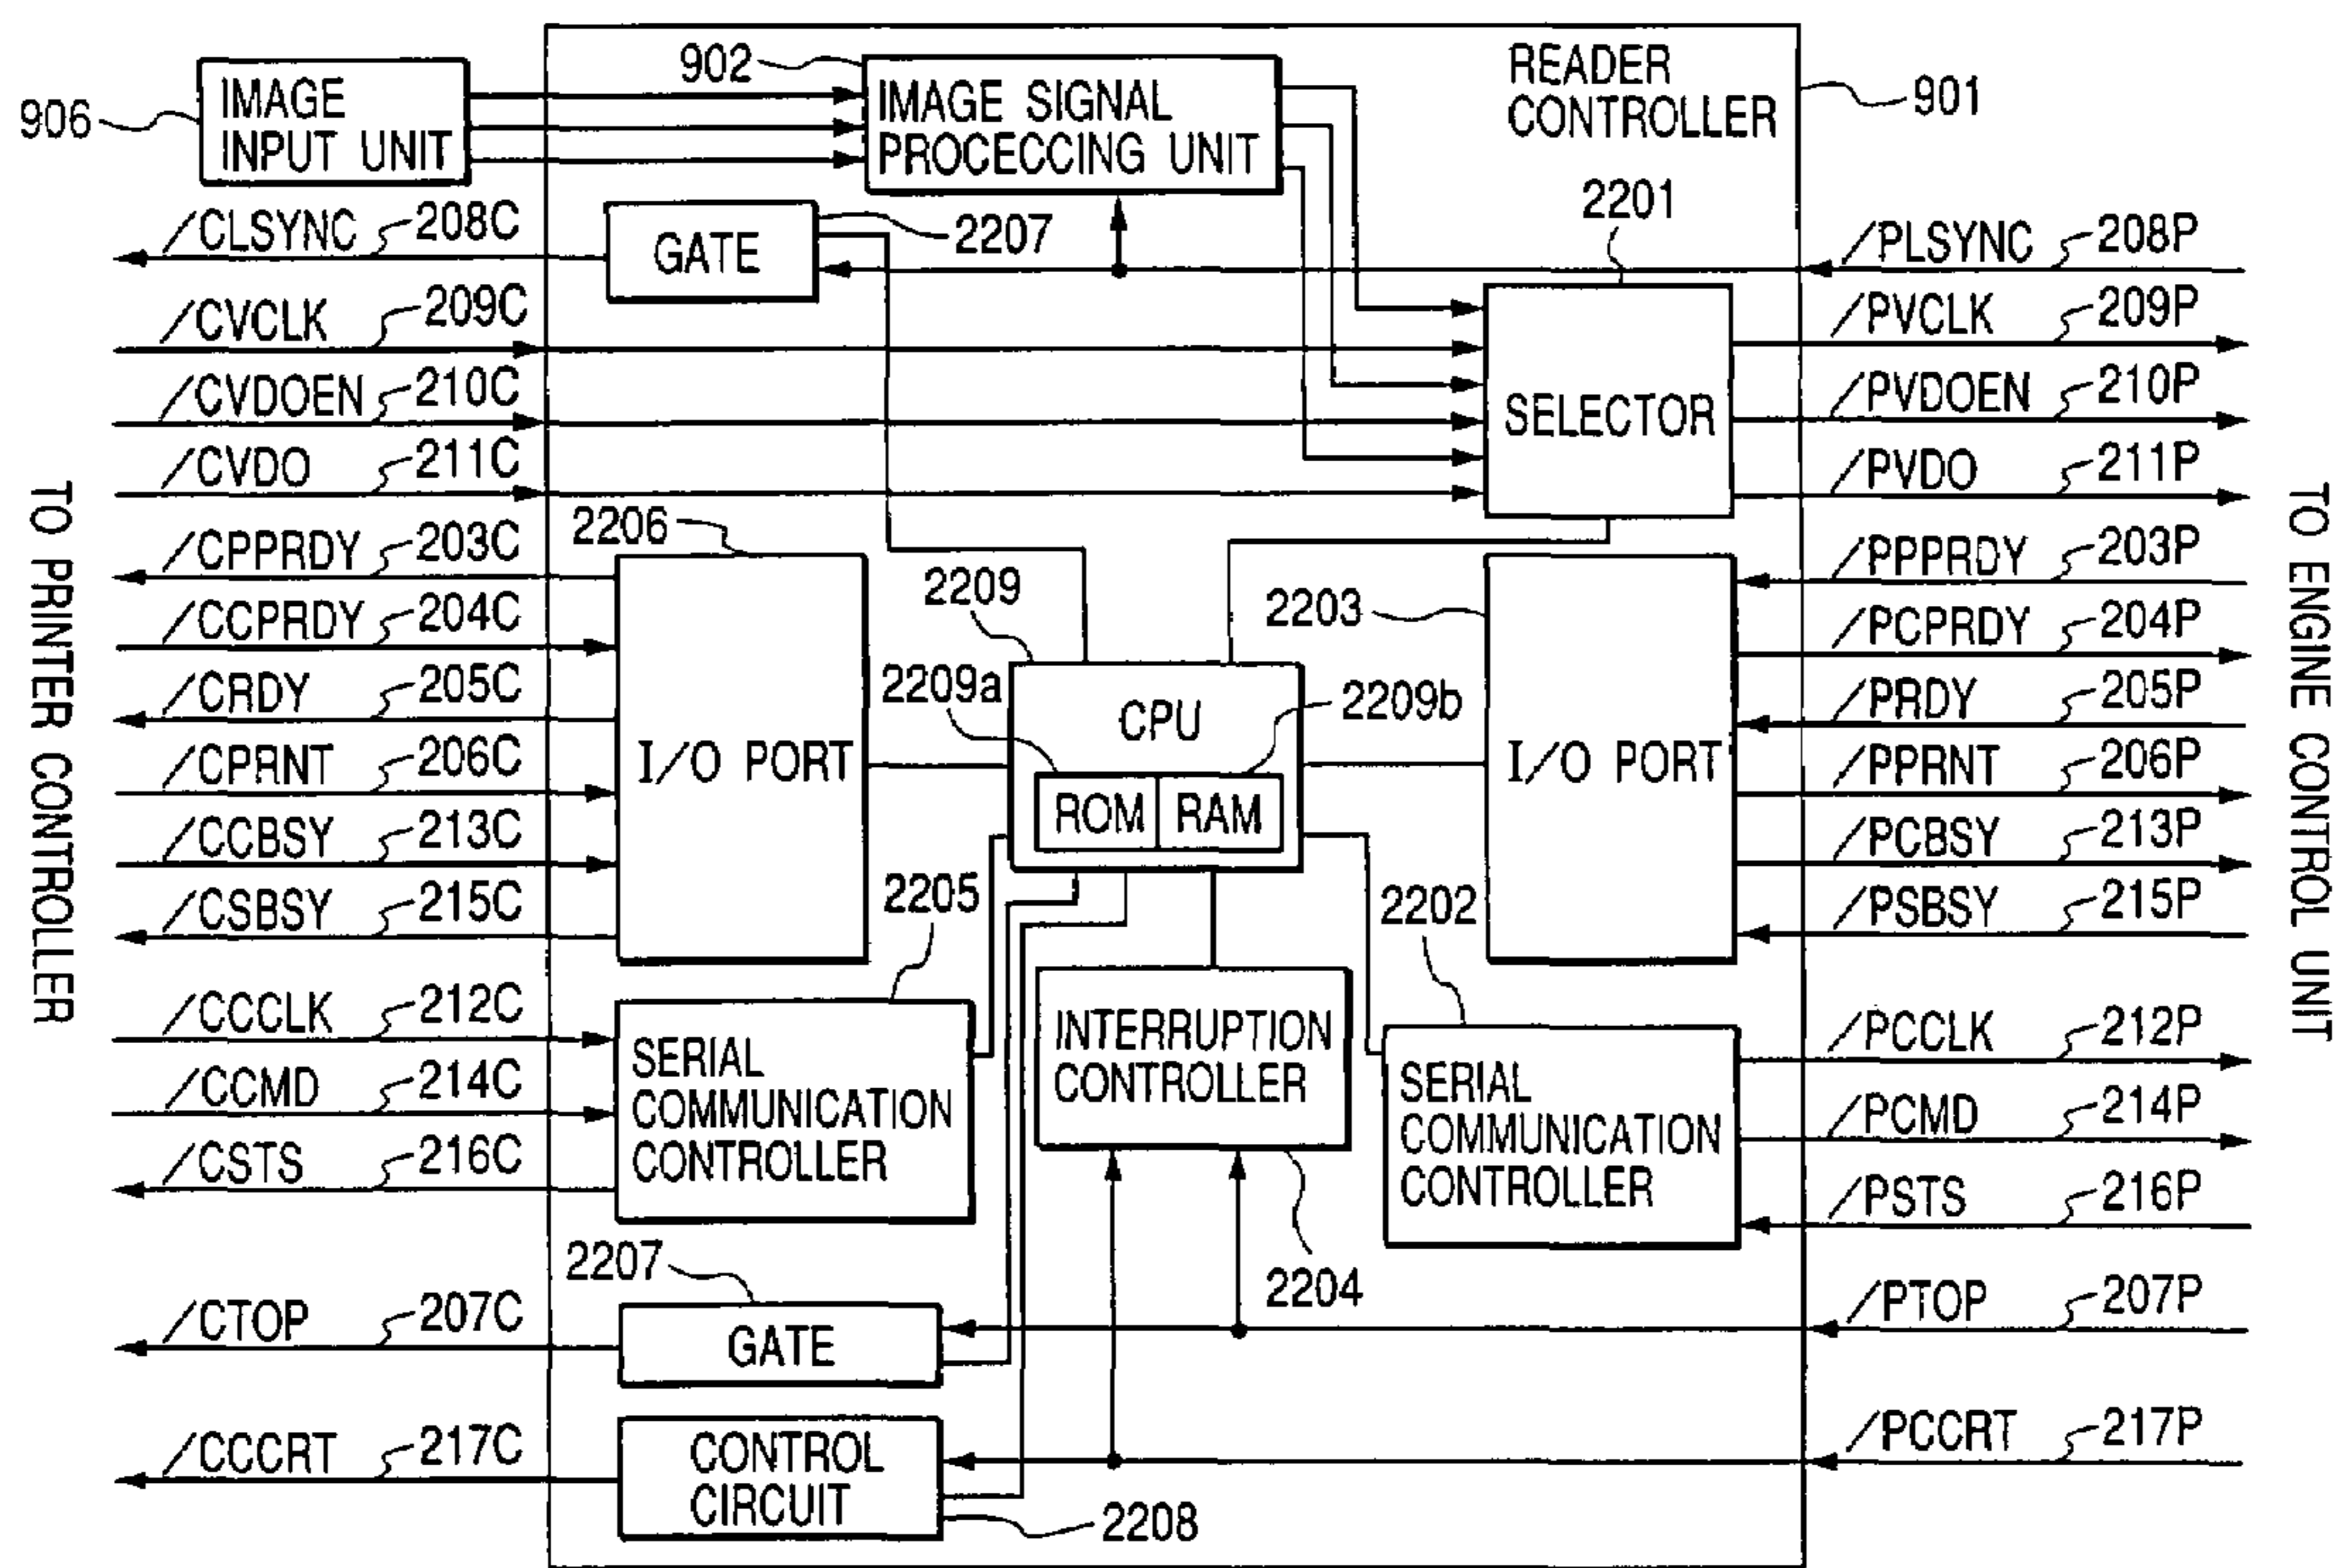 906
IMAGE
INPUT UNIT
902
IMAGE SIGNAL
PROCECCING UNIT
READER
CONTROLLER
901
/CLSYNC 208C
GATE
2207
2201
/PLSYNC 208P
/CVCLK 209C
/PVCLK 209P
/CVDOEN 210C
SELECTOR
/PVDOEN 210P
/CVDO 211C
/PVDO 211P
TO PRINTER CONTROLLER
TO ENGINE CONTROL UNIT
/CPPRDY 203C
2206
/PPPRDY 203P
/CCPRDY 204C
2209
2203
/PCPRDY 204P
/CRDY 205C
2209a
CPU
2209b
/PRDY 205P
/CPRNT 206C
I/O PORT
ROM RAM
I/O PORT
/PPRNT 206P
/CCBSY 213C
/PCBSY 213P
/CSBSY 215C
2205
2202
/PSBSY 215P
/CCCLK 212C
SERIAL
COMMUNICATION
CONTROLLER
INTERRUPTION
CONTROLLER
SERIAL
COMMUNICATION
CONTROLLER
/PCCLK 212P
/CCMD 214C
/PCMD 214P
/CSTS 216C
/PSTS 216P
2207
2204
/CTOP 207C
GATE
/PTOP 207P
/CCCRT 217C
CONTROL
CIRCUIT
2208
/PCCRT 217P